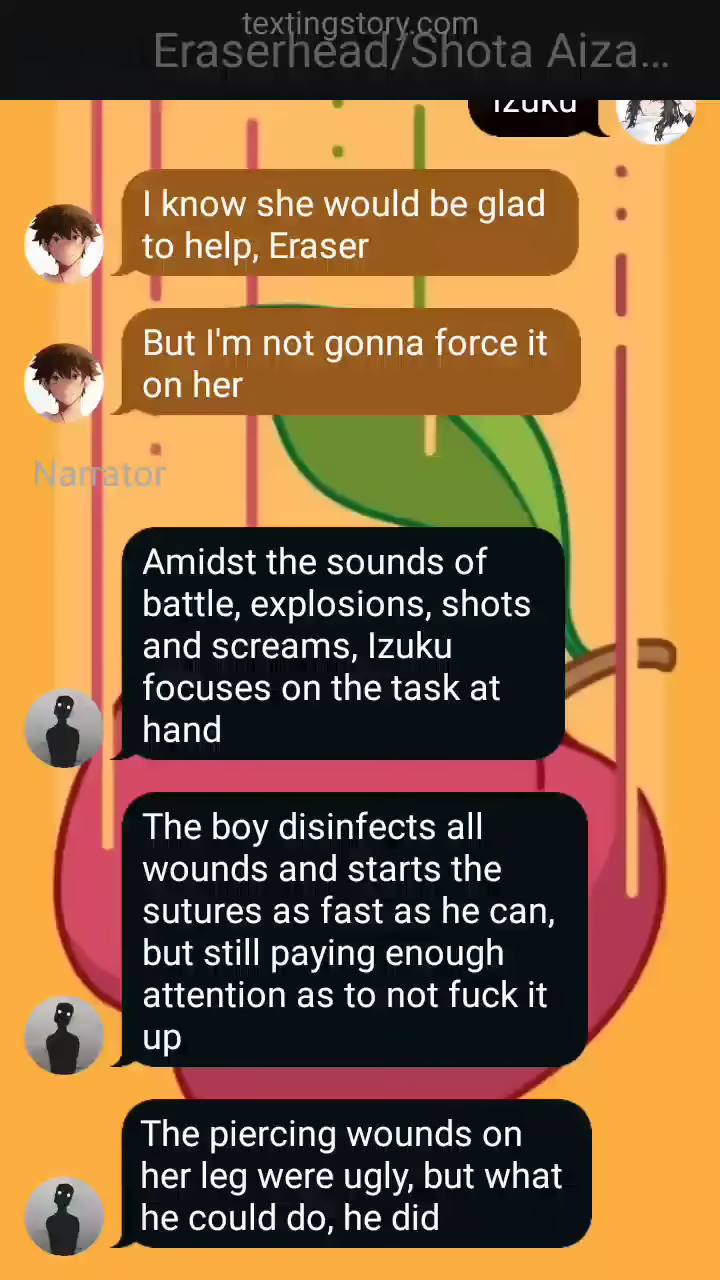 textingstory.com
Eraserhead/Shota Aiza...
Izuku
I know she would be glad
to help, Eraser
But I'm not gonna force it
on her
Narrator
Amidst the sounds of
battle, explosions, shots
and screams, Izuku
focuses on the task at
hand
The boy disinfects all
wounds and starts the
sutures as fast as he can,
but still paying enough
attention as to not fuck it
up
The piercing wounds on
her leg were ugly, but what
he could do, he did